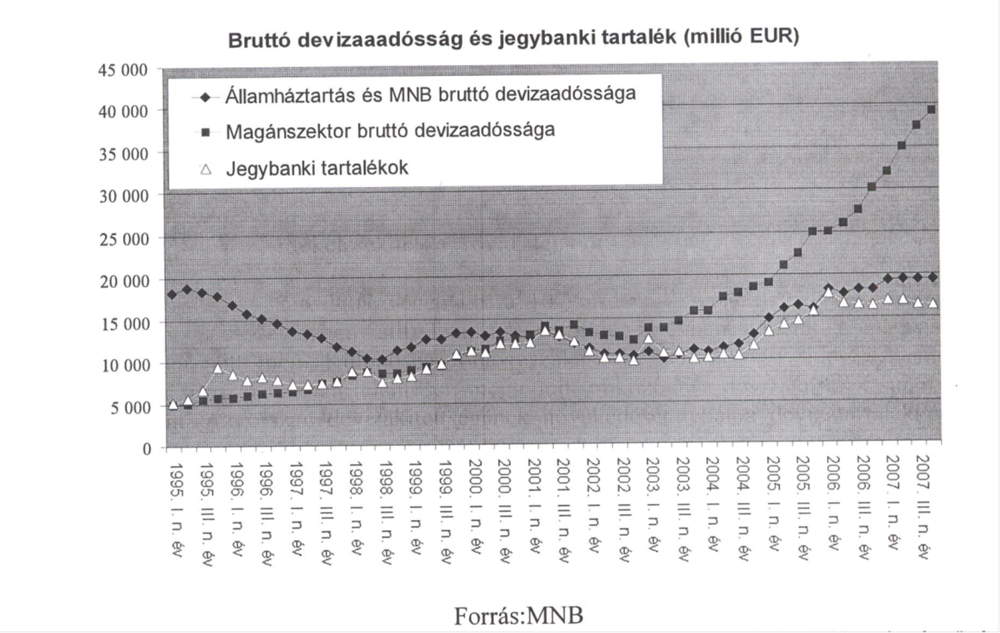 Bruttó devizaaadósság és jegybanki tartalék (millió EUR)
45 000
40 000
35 000
30 000
25 000
20 000
15 000
10 000
5 000
0
Államháztartás és MNB bruttó devizaadóssága
Magánszektor bruttó devizaadóssága
Jegybanki tartalékok
1995. I. n. év
1995. III. n. év
1996. I. n. év
1996. III. n. év
1997. I. n. év
1997. III. n. év
1998. I. n. év
1998. III. n. év
1999. I. n. év
1999. III. n. év
2000. I. n. év
2000. III. n. év
2001. I. n. év
2001. III. n. év
2002. I. n. év
2002. III. n. év
2003. I. n. év
2003. III. n. év
2004. I. n. év
2004. III. n. év
2005. I. n. év
2005. III. n. év
2006. I. n. év
2006. III. n. év
2007. I. n. év
2007. III. n. év
Forrás:MNB